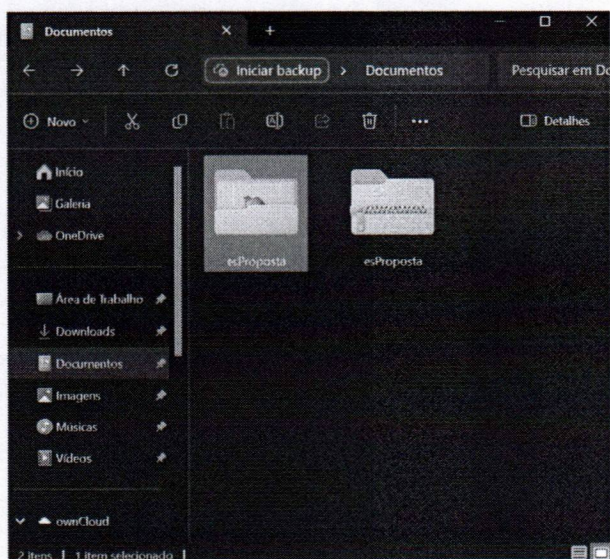 Documentos
Iniciar backup > Documentos Pesquisar em Do
Novo Detalhes
Início
Galeria
OneDrive
esProposta esProposta
Área de Trabalho
Downloads
Documentos
Imagens
Músicas
Vídeos
ownCloud
2 itens | 1 item selecionado |